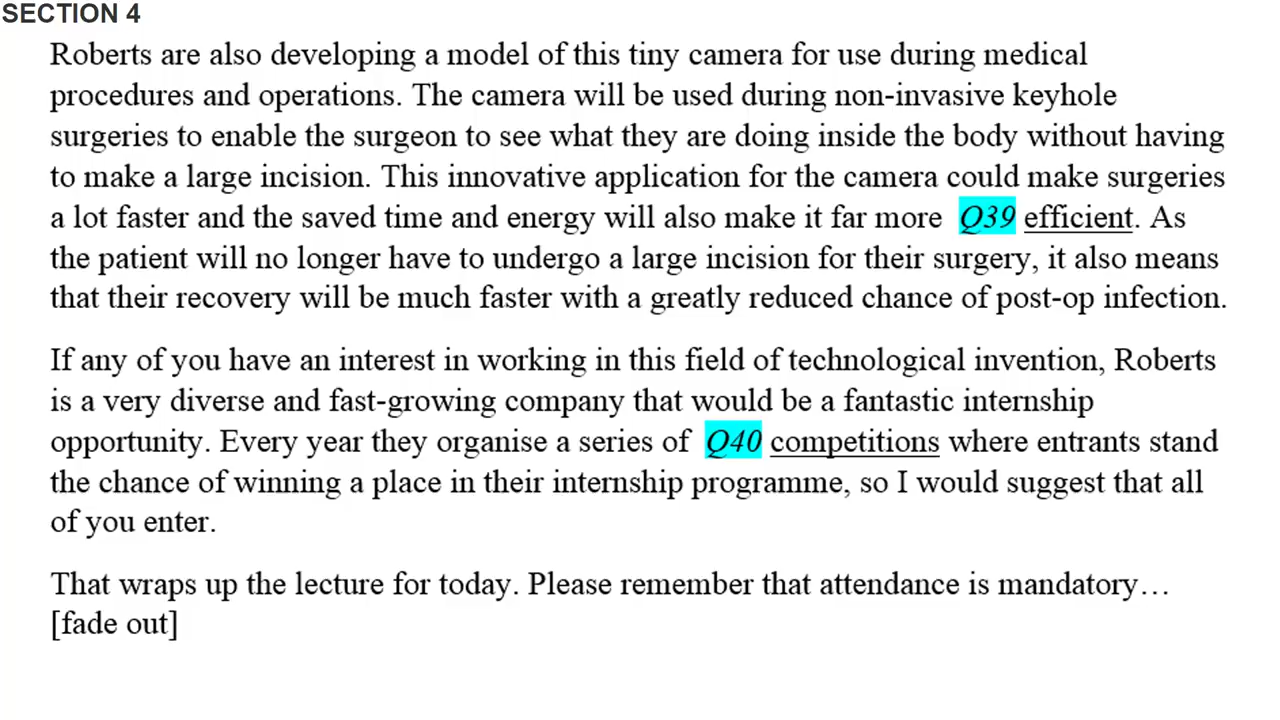 SECTION 4
Roberts are also developing a model of this tiny camera for use during medical
procedures and operations. The camera will be used during non-invasive keyhole
surgeries to enable the surgeon to see what they are doing inside the body without having
to make a large incision. This innovative application for the camera could make surgeries
a lot faster and the saved time and energy will also make it far more Q39 efficient. As
the patient will no longer have to undergo a large incision for their surgery, it also means
that their recovery will be much faster with a greatly reduced chance of post-op infection.
If any of you have an interest in working in this field of technological invention, Roberts
is a very diverse and fast-growing company that would be a fantastic internship
opportunity. Every year they organise a series of Q40 competitions where entrants stand
the chance of winning a place in their internship programme, so I would suggest that all
of you enter.
That wraps up the lecture for today. Please remember that attendance is mandatory…
[fade out]